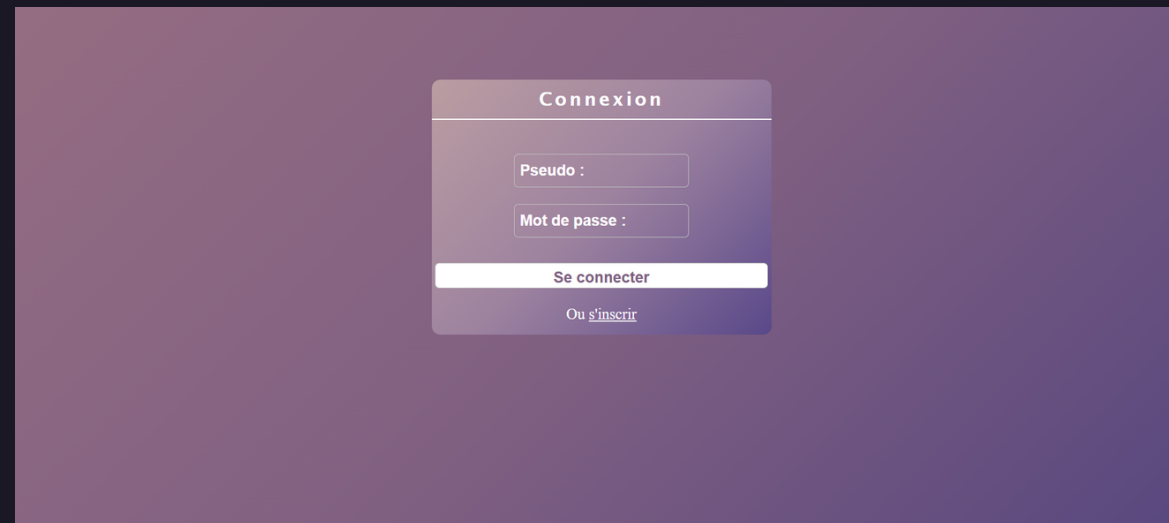 Connexion
Pseudo :
Mot de passe :
Se connecter
Ou s'inscrir